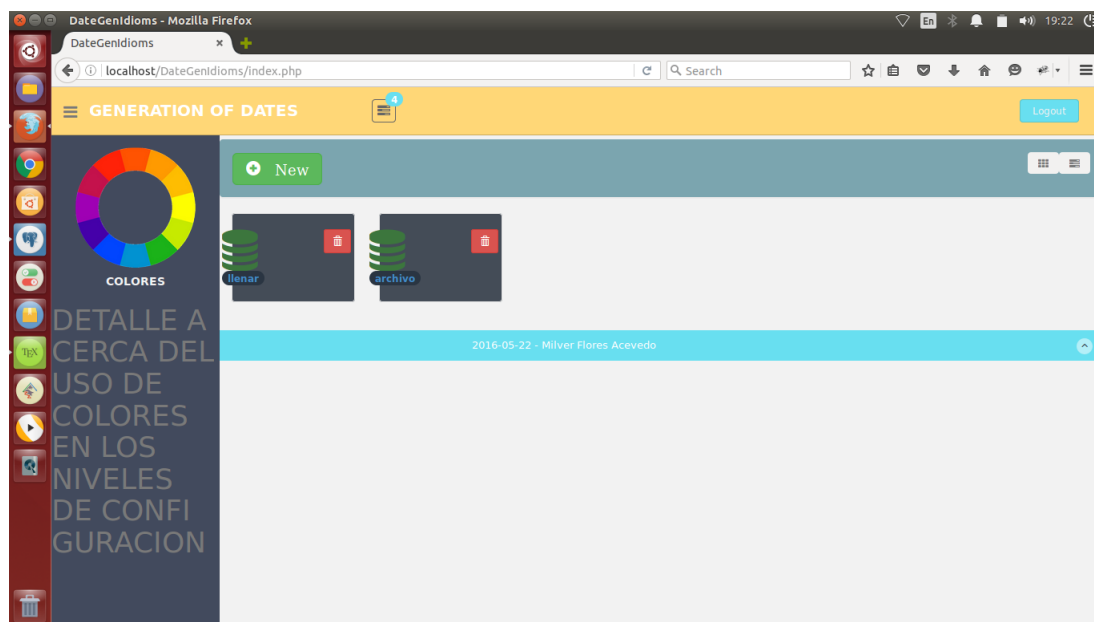 DateGenIdioms - Mozilla Firefox
En
19:22
DateGenIdioms
localhost/DateGenIdioms/index.php
Search
GENERATION OF DATES
4
Logout
New
COLORES
llenar
archivo
DETALLE A
CERCA DEL
USO DE
COLORES
EN LOS
NIVELES
DE CONFI
GURACION
2016-05-22 - Milver Flores Acevedo
TEX